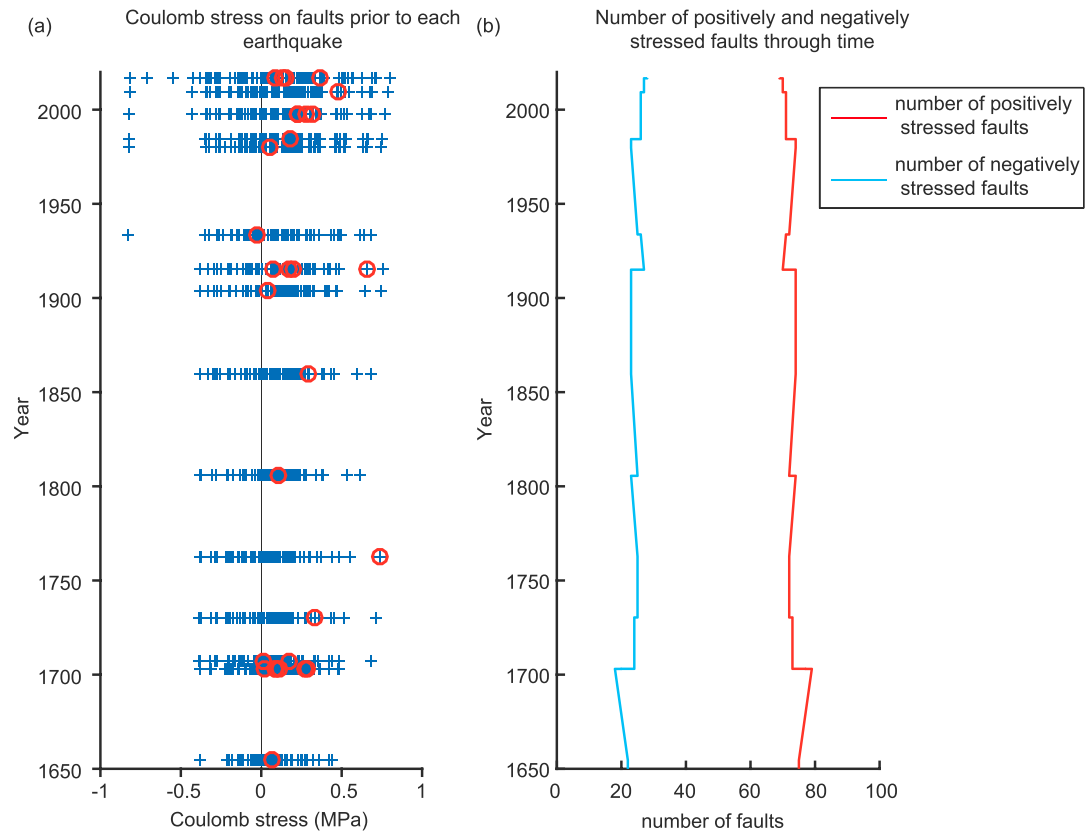 (a)
Coulomb stress on faults prior to each
earthquake
2000
1950
1900
1850
1800
1750
1700
1650
Year
-1 -0.5 0 0.5 1
Coulomb stress (MPa)
(b)
Number of positively and negatively
stressed faults through time
2000
1950
1900
1850
1800
1750
1700
1650
Year
0 20 40 60 80 100
number of faults
number of positively
stressed faults
number of negatively
stressed faults